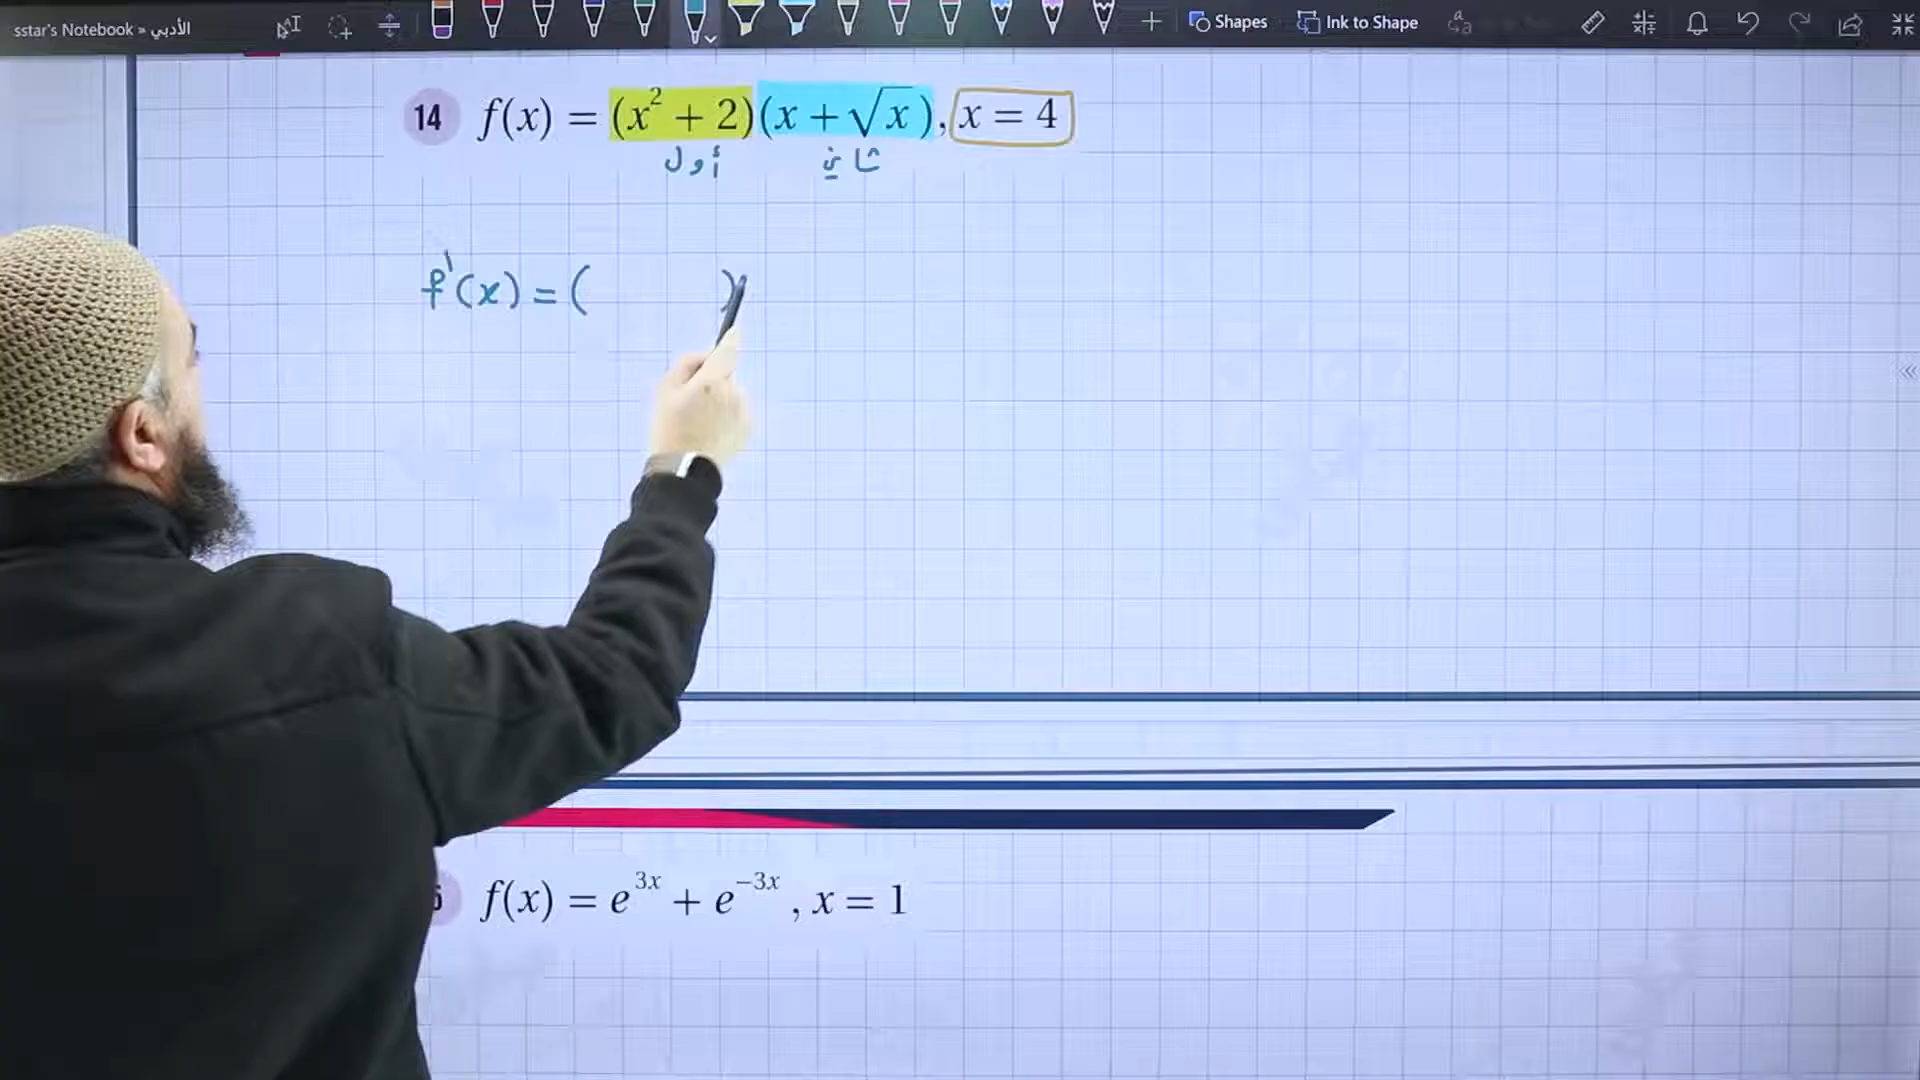 sstar's Notebook » الأدبي
Shapes
Ink to Shape
14 f(x) = (x² + 2)(x + √x), x = 4
أول ثاني
f'(x) = ( )
f(x) = e^{3x} + e^{-3x}, x = 1